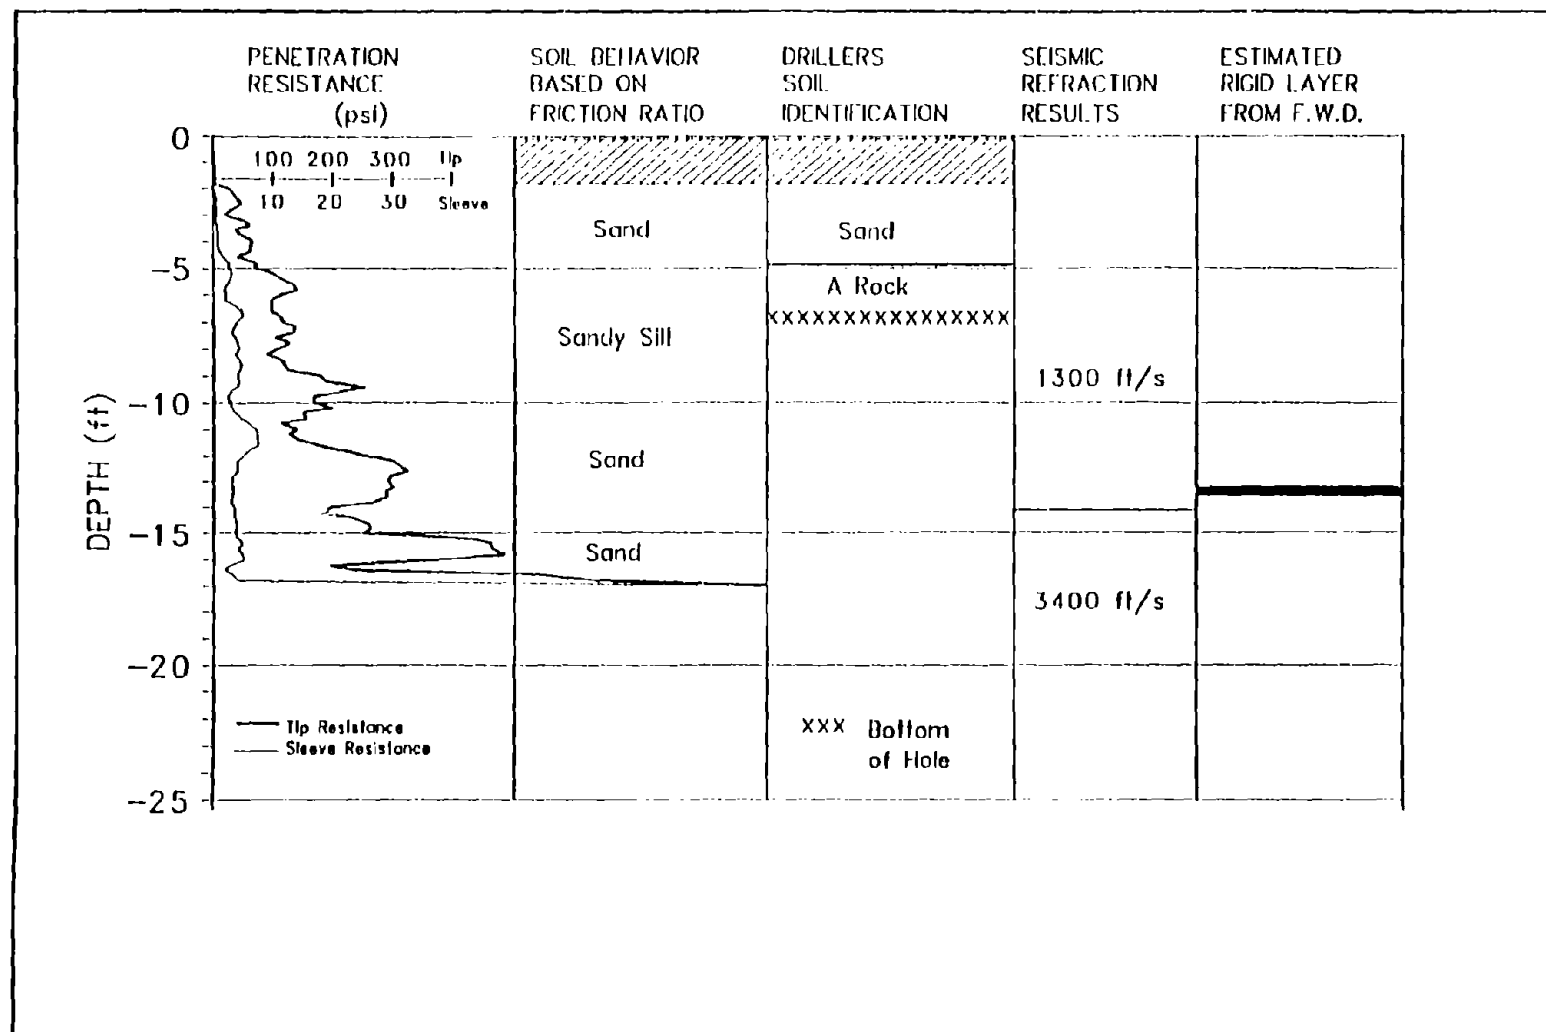 PENETRATION
RESISTANCE
(psi)
SOIL BEHAVIOR
BASED ON
FRICTION RATIO
DRILLERS
SOIL
IDENTIFICATION
SEISMIC
REFRACTION
RESULTS
ESTIMATED
RIGID LAYER
FROM F.W.D.
0
100 200 300 Tip
10 20 30 Sleeve
Sand
Sand
-5
A Rock
XXXXXXXXXXXXXXX
Sandy Sill
1300 ft/s
-10
DEPTH (ft)
Sand
-15
Sand
3400 ft/s
-20
Tip Resistance
Sleeve Resistance
XXX Bottom
of Hole
-25